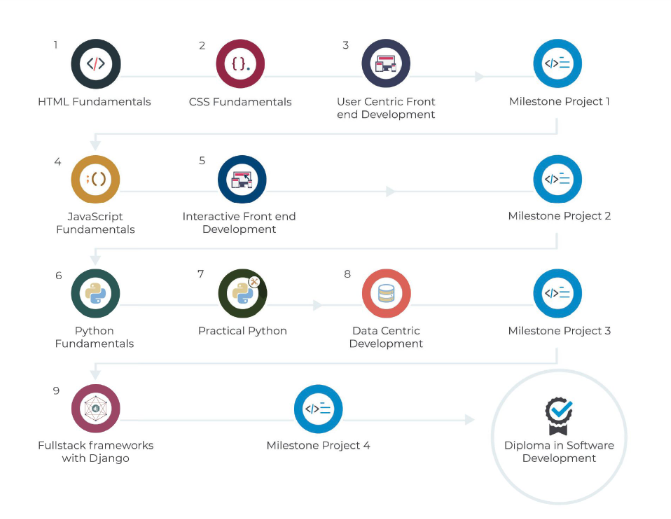 1
2
3
HTML Fundamentals
CSS Fundamentals
User Centric Front
end Development
Milestone Project 1
4
5
JavaScript
Fundamentals
Interactive Front end
Development
Milestone Project 2
6
7
8
Python
Fundamentals
Practical Python
Data Centric
Development
Milestone Project 3
9
Fullstack frameworks
with Django
Milestone Project 4
Diploma in Software
Development